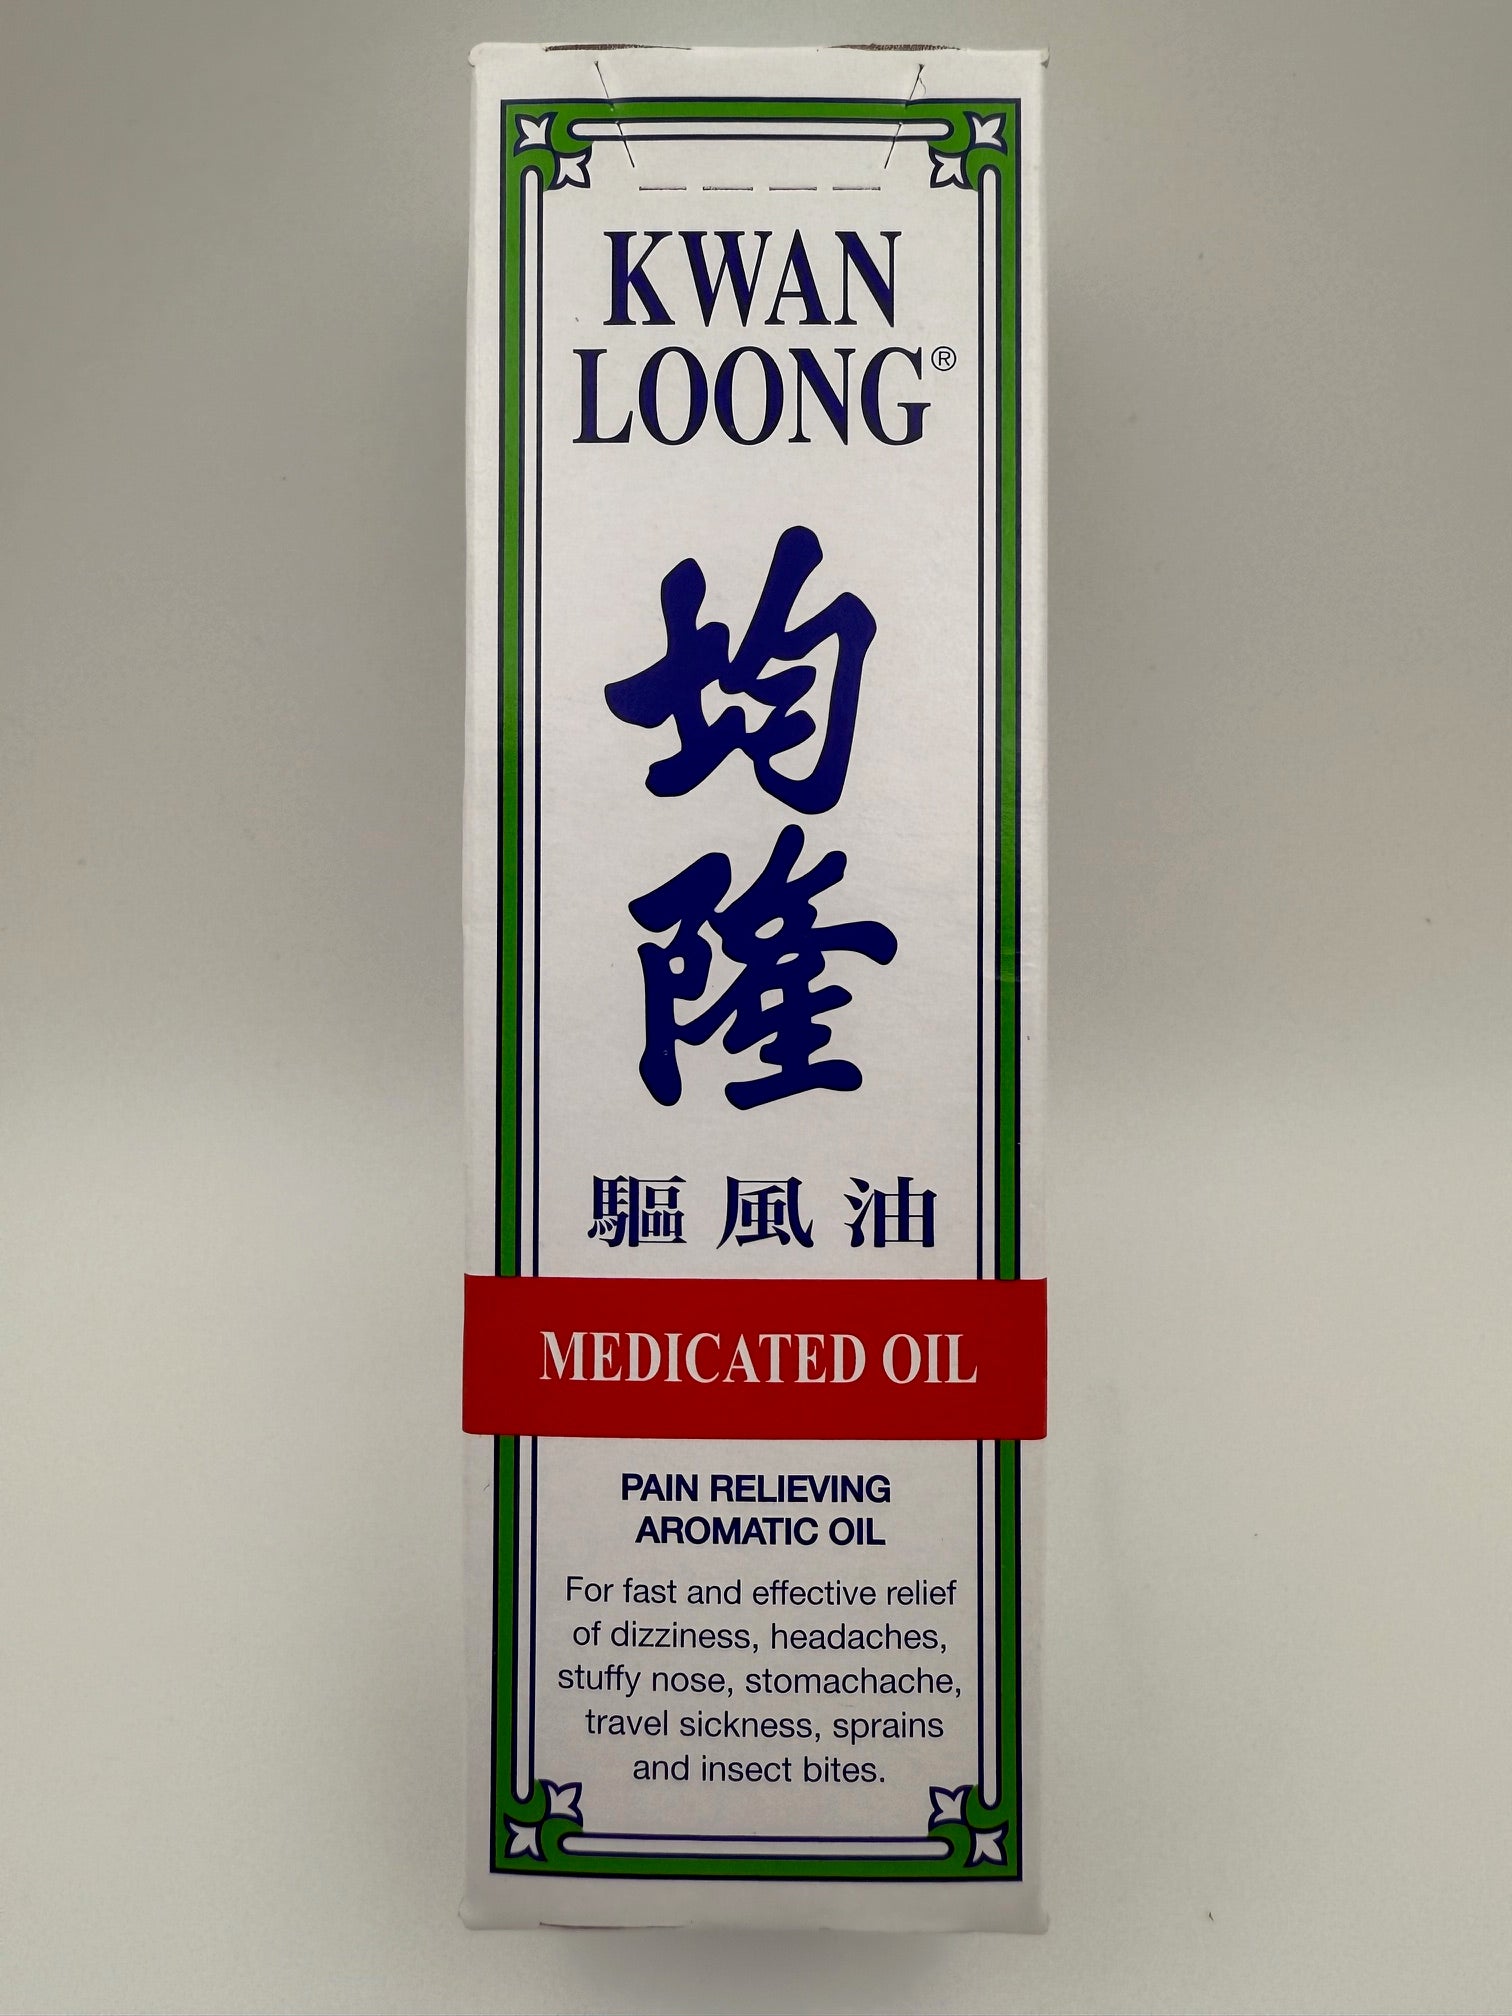 KWAN
LOONG®
均
隆
驅風油
MEDICATED OIL
PAIN RELIEVING
AROMATIC OIL
For fast and effective relief
of dizziness, headaches,
stuffy nose, stomachache,
travel sickness, sprains
and insect bites.